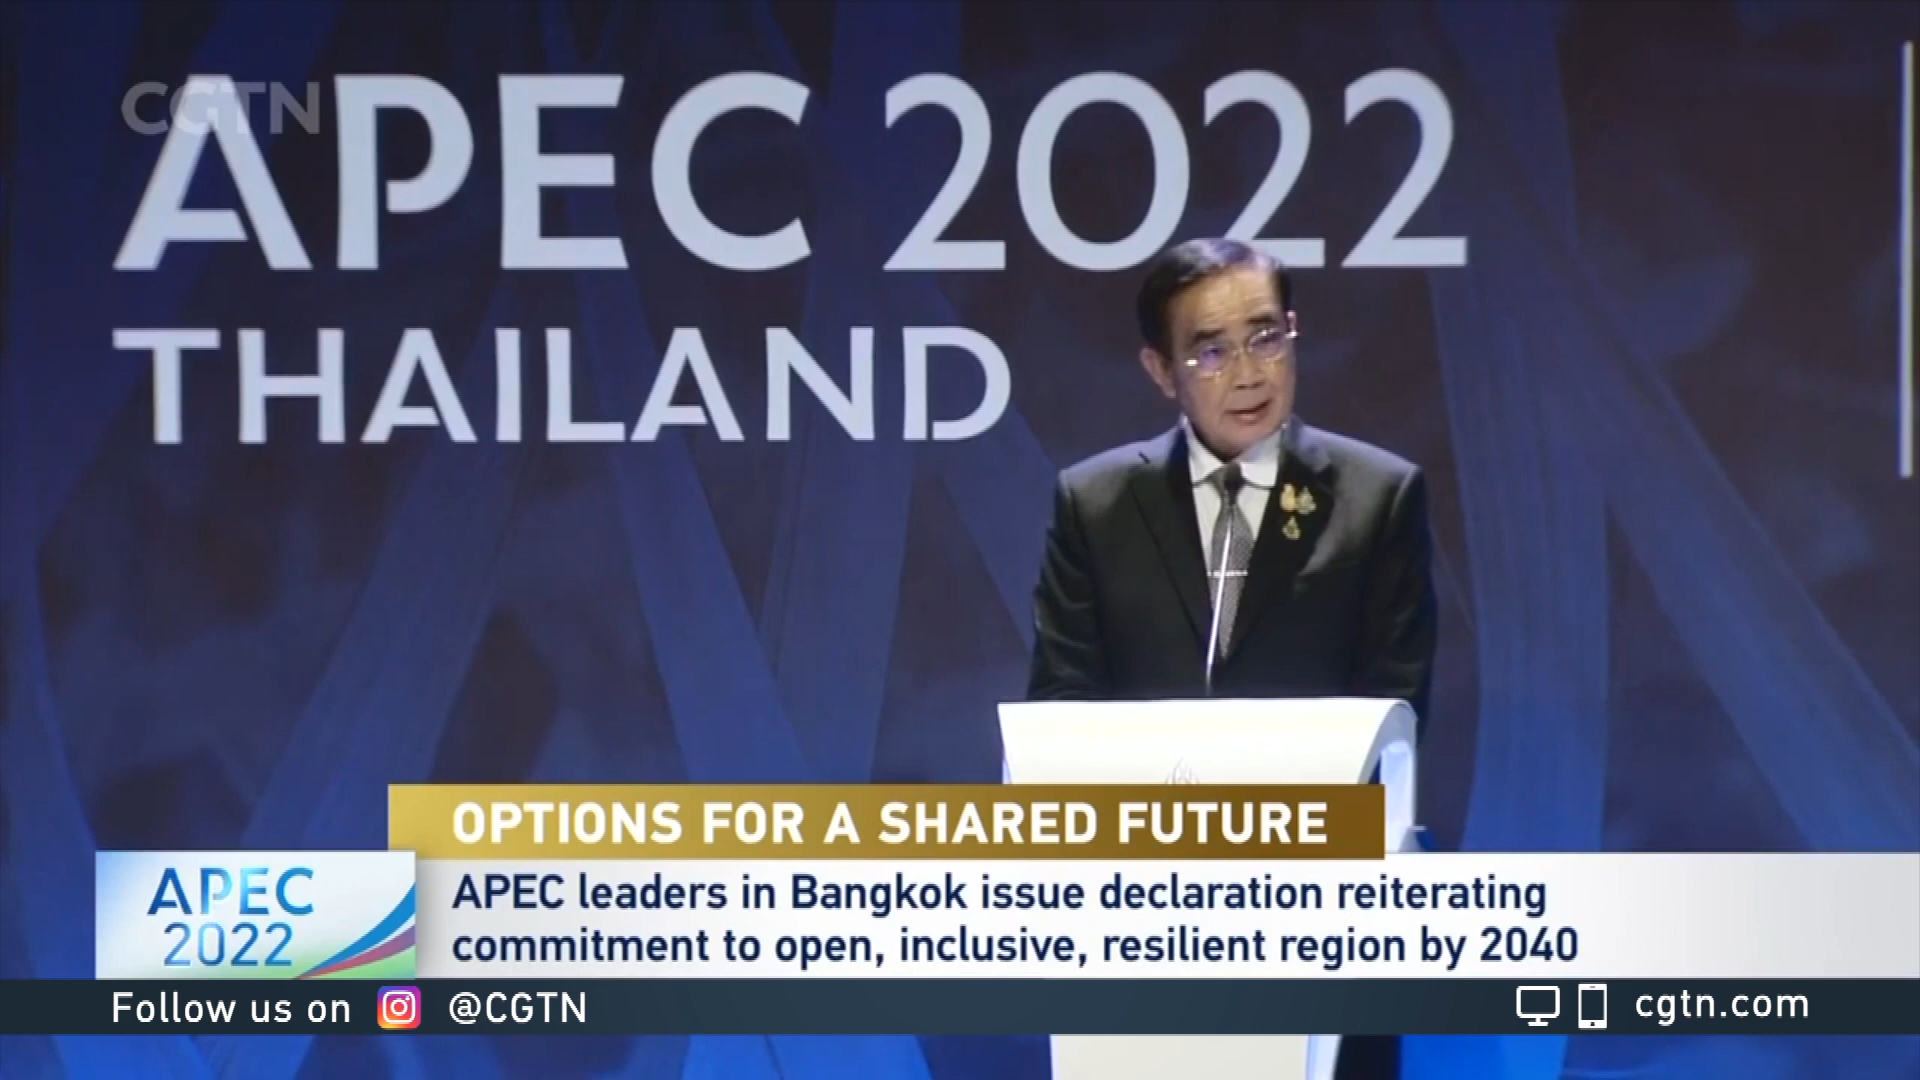 CGTN
APEC 2022
THAILAND
OPTIONS FOR A SHARED FUTURE
APEC 2022
APEC leaders in Bangkok issue declaration reiterating
commitment to open, inclusive, resilient region by 2040
Follow us on @CGTN
cgtn.com